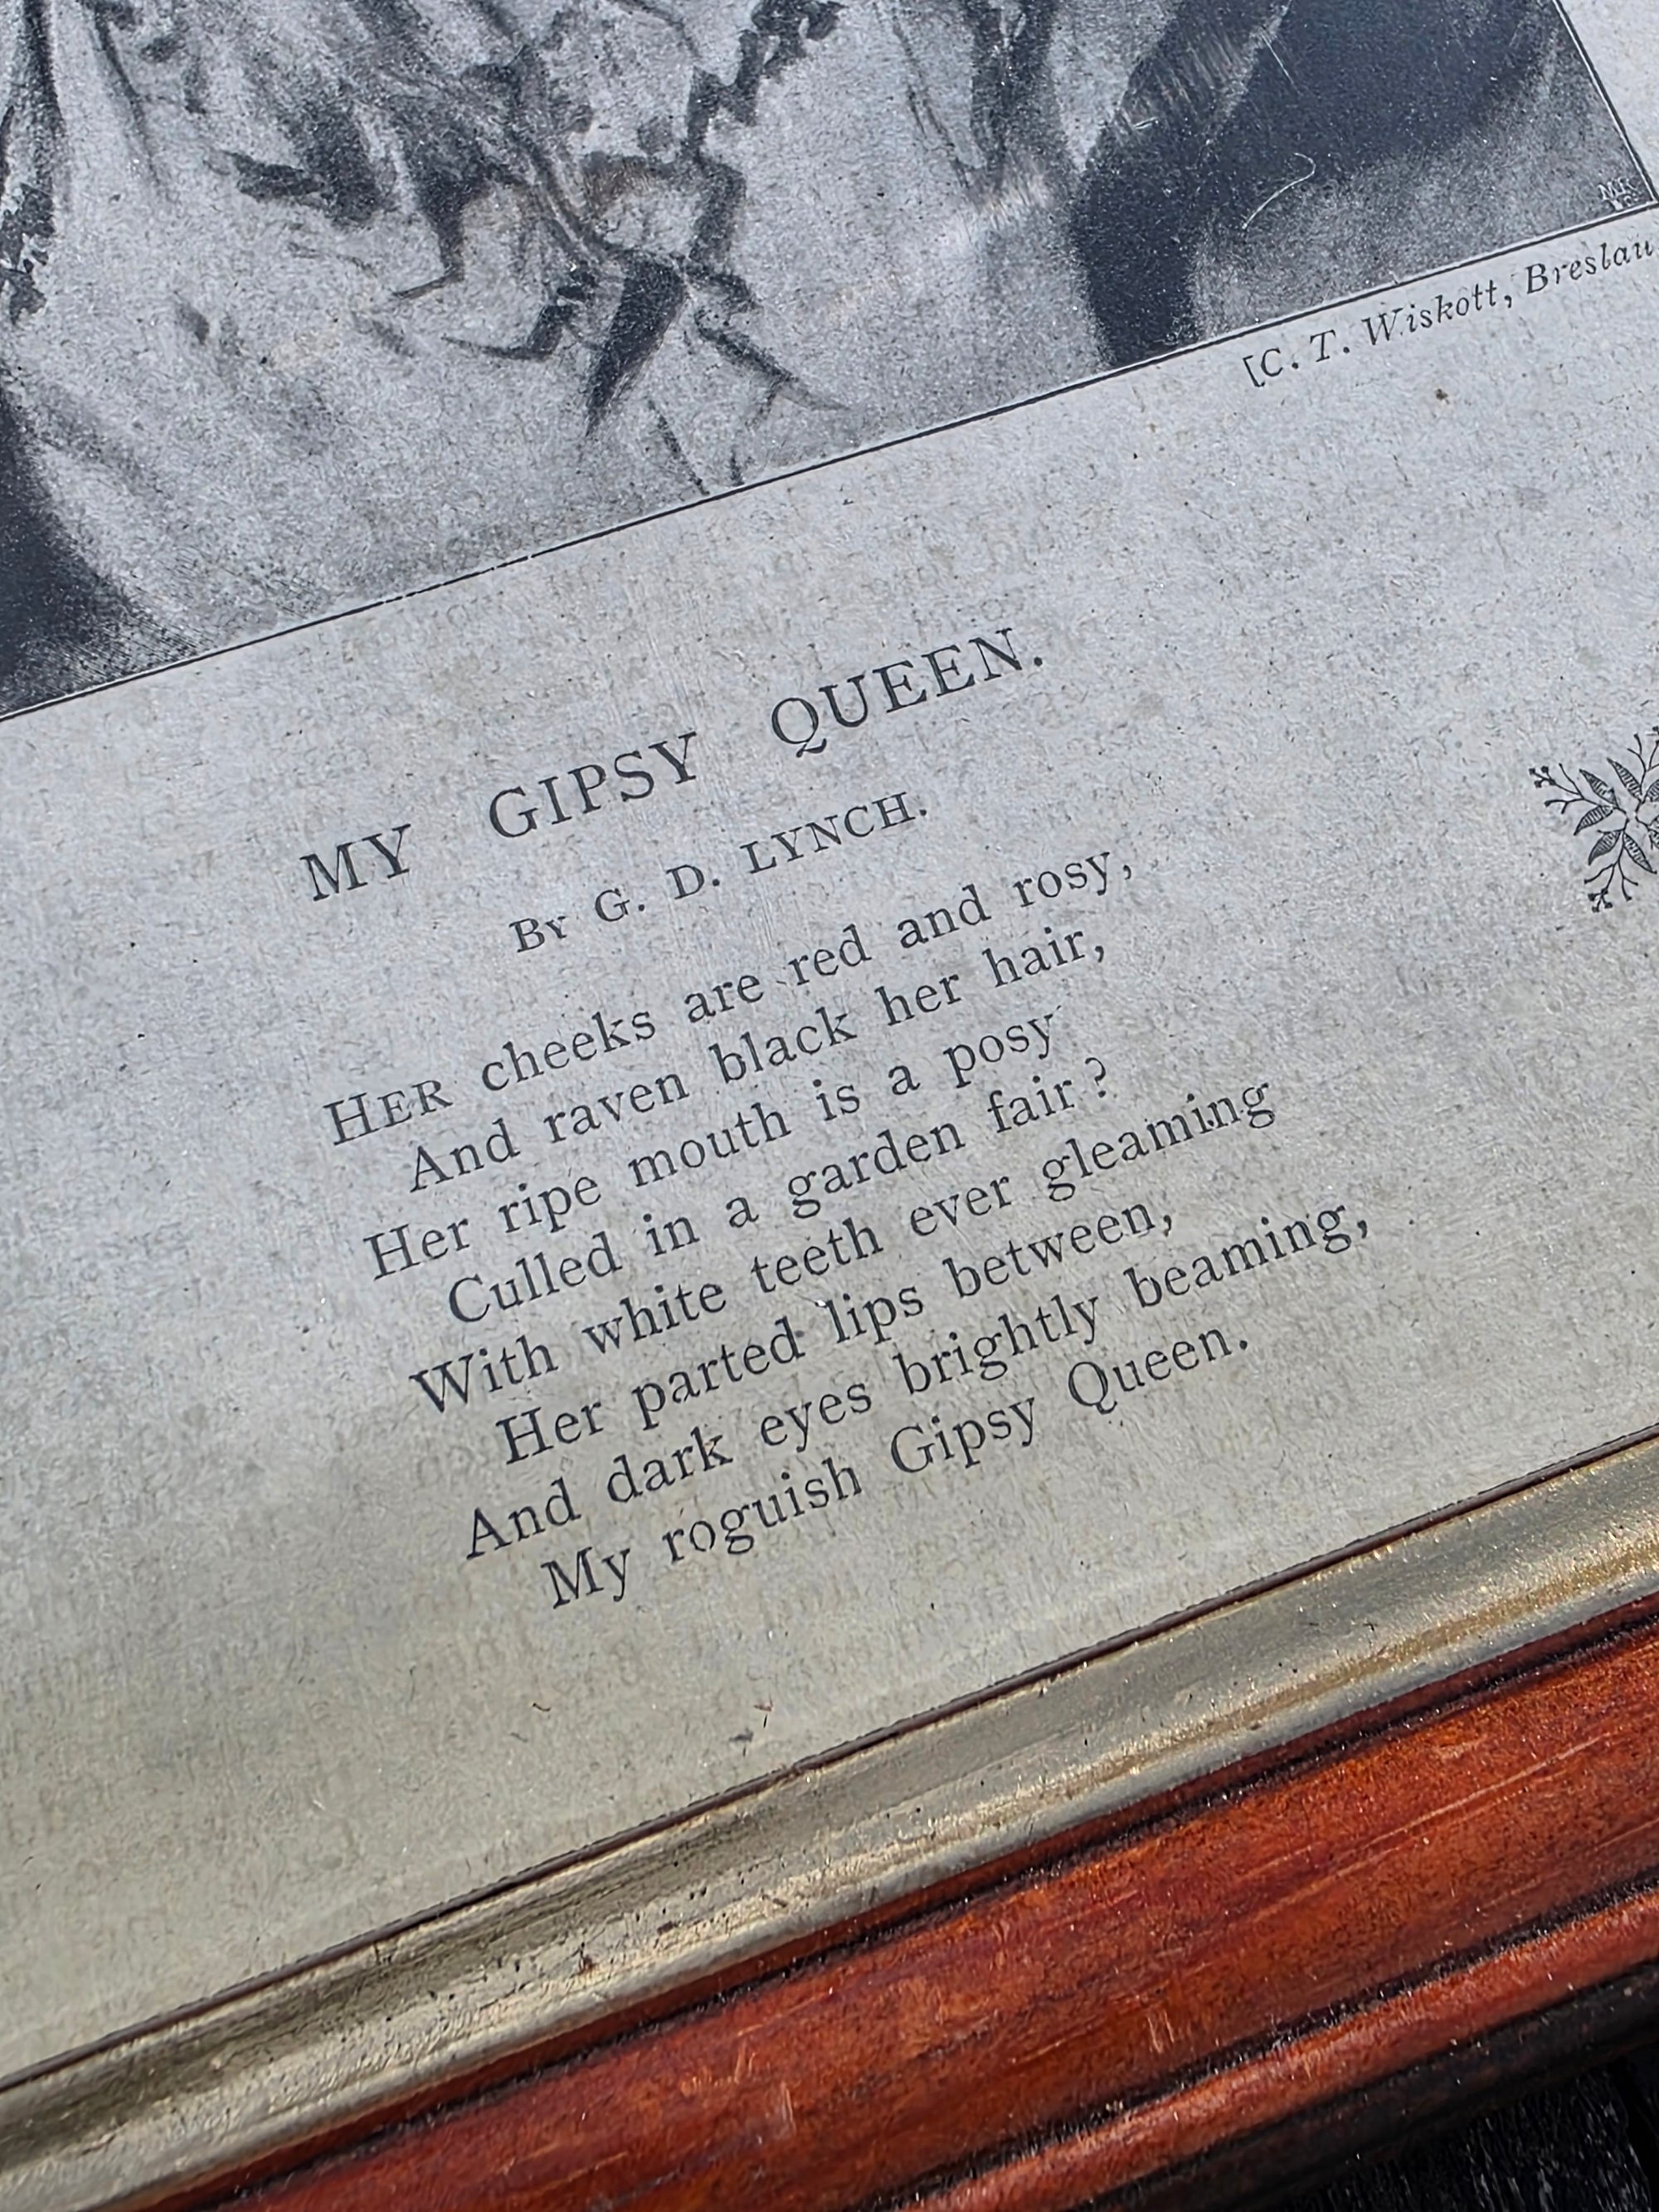 [C. T. Wiskott, Breslau.
MY GIPSY QUEEN.
By G. D. LYNCH.
HER cheeks are red and rosy,
And raven black her hair,
Her ripe mouth is a posy
Culled in a garden fair?
With white teeth ever gleaming
Her parted lips between,
And dark eyes brightly beaming,
My roguish Gipsy Queen.